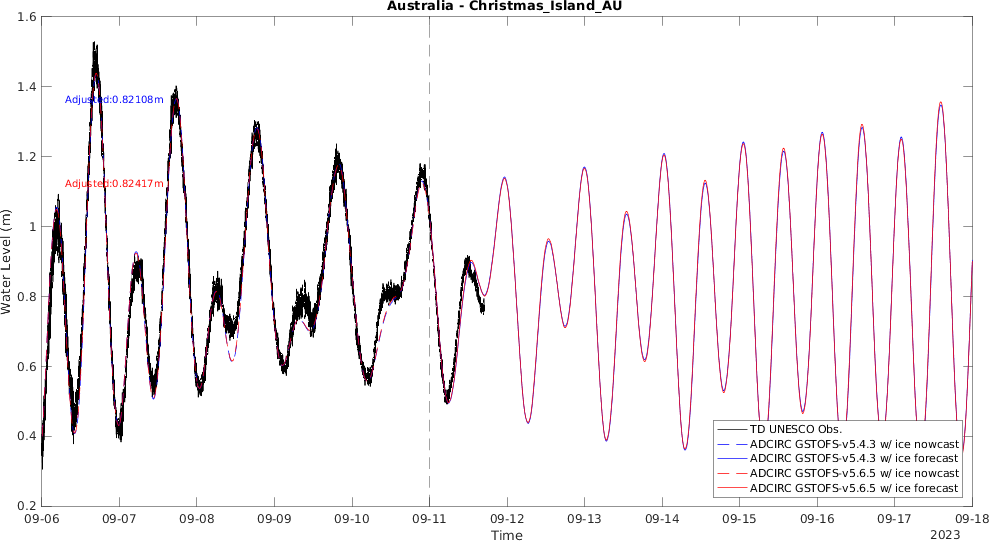 Australia - Christmas_Island_AU
1.6
1.4
1.2
1
0.8
0.6
0.4
0.2
Water Level (m)
Adjusted:0.82108m
Adjusted:0.82417m
TD UNESCO Obs.
ADCIRC GSTOFS-v5.4.3 w/ ice nowcast
ADCIRC GSTOFS-v5.4.3 w/ ice forecast
ADCIRC GSTOFS-v5.6.5 w/ ice nowcast
ADCIRC GSTOFS-v5.6.5 w/ ice forecast
09-06 09-07 09-08 09-09 09-10 09-11 09-12 09-13 09-14 09-15 09-16 09-17 09-18
Time
2023